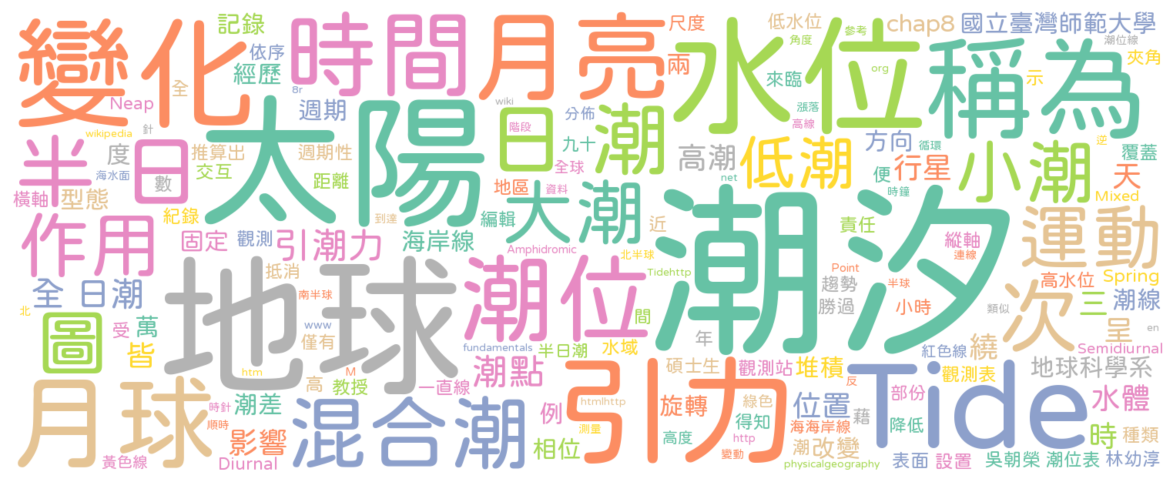 記錄 尺度 低水位 chap8 國立臺灣師範大學
變化 時間 月亮 水位 稱為
依序 兩 參考 角度 潮位線 夾角
經歷 來臨 org 示
Neap 全 8r 週期 wiki 分佈 漲落 高線
wikipedia 針 階段
半日 太陽 日潮 九十 方向 循環 逆
度 推算出 週期性 高潮 低潮 行星 小潮 覆蓋
海水面 交互 全球 便 天
橫軸 型態 數 距離 地區 資料 net 時鐘 Mixed
紀錄 到達 編輯 大潮 近 責任 運動
作用 固定 觀測 引潮力 海岸線 Amphidromic 北半球 潮汐 縱軸 連線
抵消 Tidehttp Point 高水位 Spring
全日潮 地球 南半球 潮位 趨勢 半球 次 三 潮線
北 圖 受 萬 www 間 勝過 小時 類似 呈 en
皆 僅有 fundamentals 半日潮 水域 年 紅色線 繞 Semidiurnal
htm M 潮點 碩士生 觀測站 堆積 反 觀測表 地球科學系
月球 高 教授 一直線 引力 Tide
時針 潮差 混合潮 例 htmlhttp 旋轉 綠色 位置 藉 部份 水體
順時 影響 相位 測量 得知 海海岸線 降低 時 種類
黃色線 Diurnal 高度 http 潮 改變
變動 physicalgeography 表面 設置 吳朝榮 潮位表 林幼淳